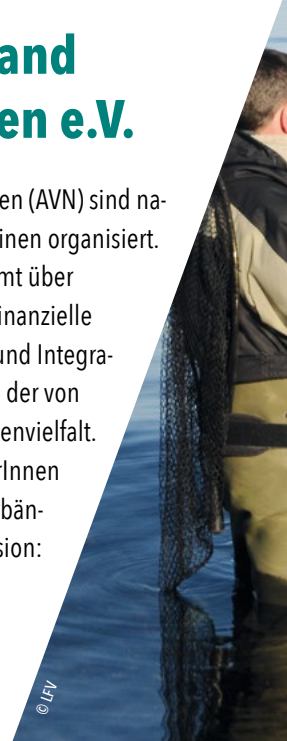 and
en e.V.
en (AVN) sind na-
inen organisiert.
mt über
inanzielle
und Integra-
der von
envielfalt.
rInnen
bän-
sion:
© LFV